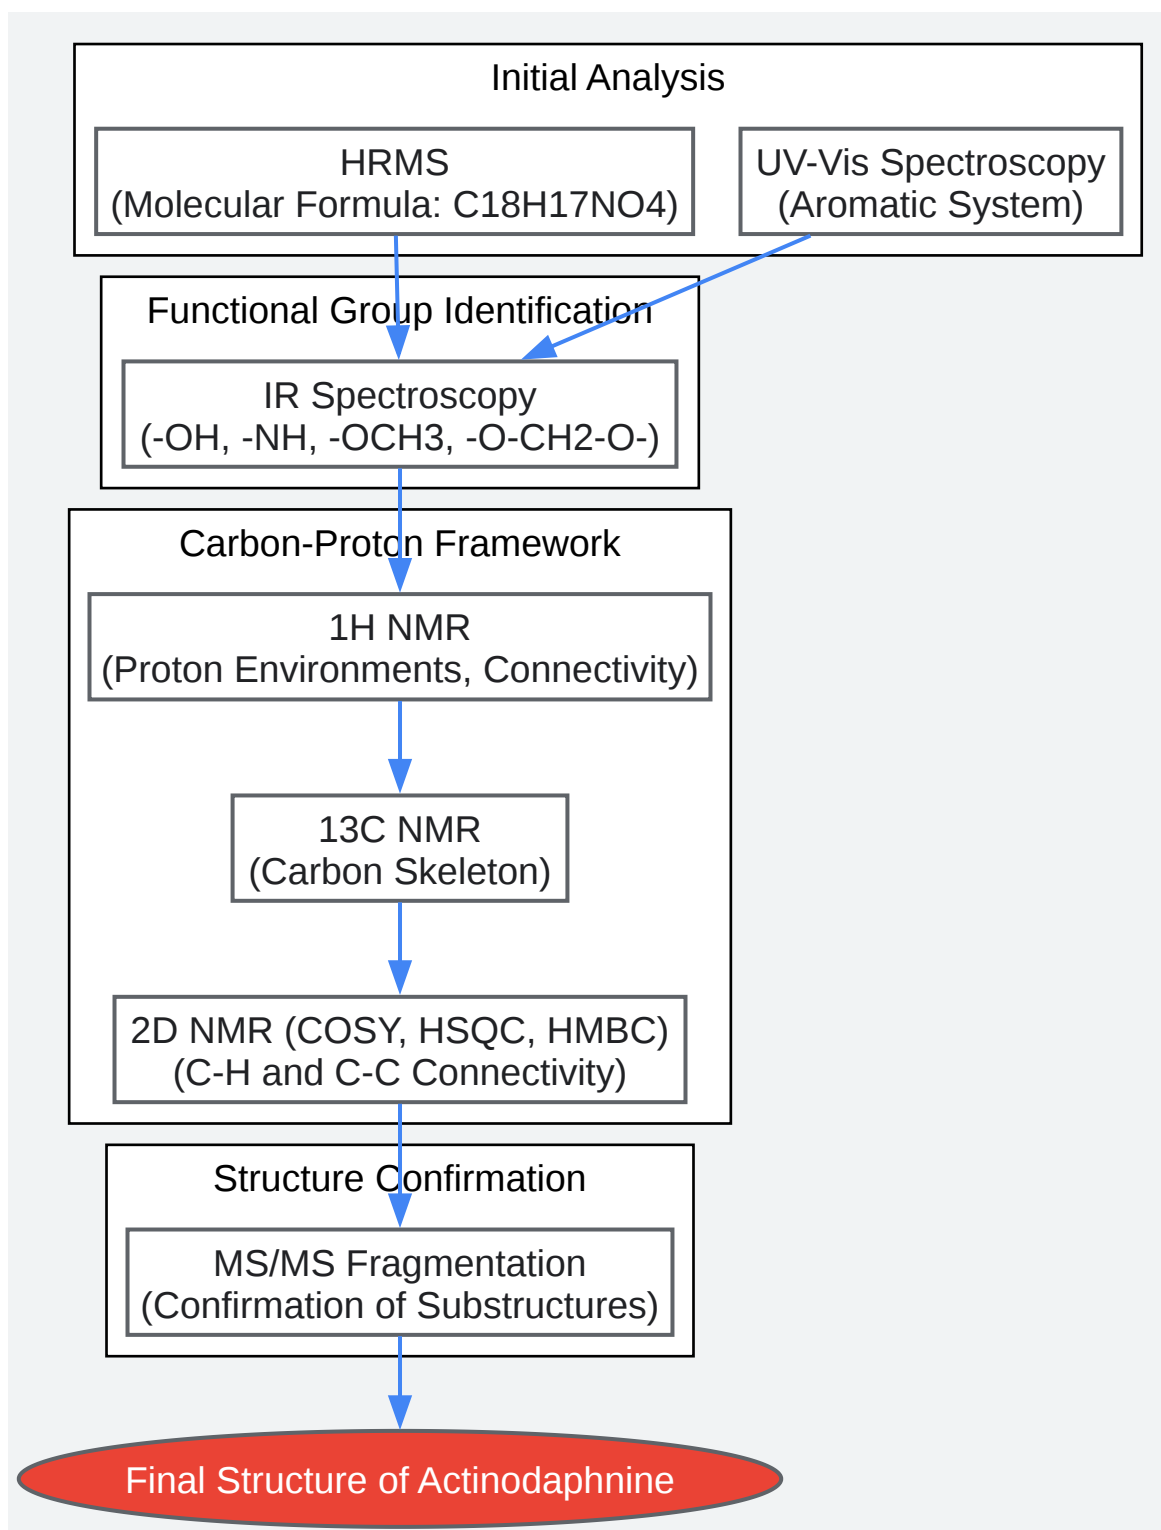 Initial Analysis
HRMS
(Molecular Formula: C18H17NO4)
UV-Vis Spectroscopy
(Aromatic System)
Functional Group Identification
IR Spectroscopy
(-OH, -NH, -OCH3, -O-CH2-O-)
Carbon-Proton Framework
1H NMR
(Proton Environments, Connectivity)
13C NMR
(Carbon Skeleton)
2D NMR (COSY, HSQC, HMBC)
(C-H and C-C Connectivity)
Structure Confirmation
MS/MS Fragmentation
(Confirmation of Substructures)
Final Structure of Actinodaphnine